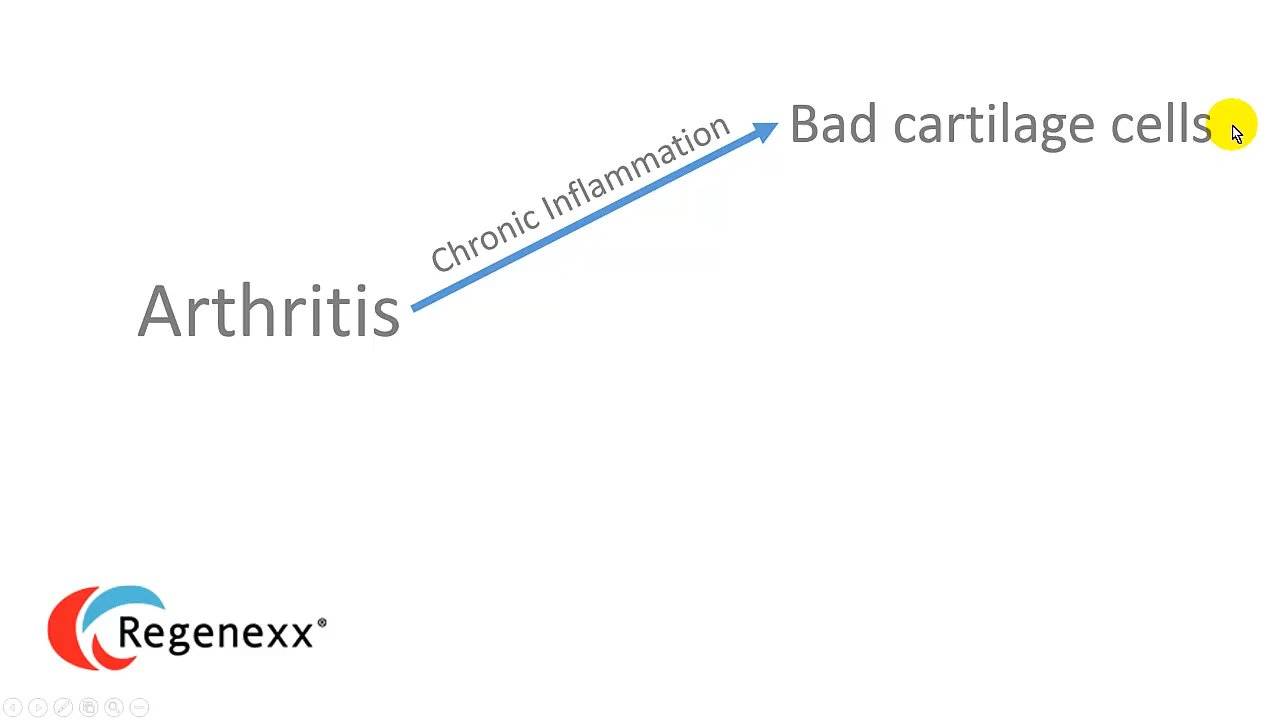 Bad cartilage cells
Chronic Inflammation
Arthritis
Regenexx®